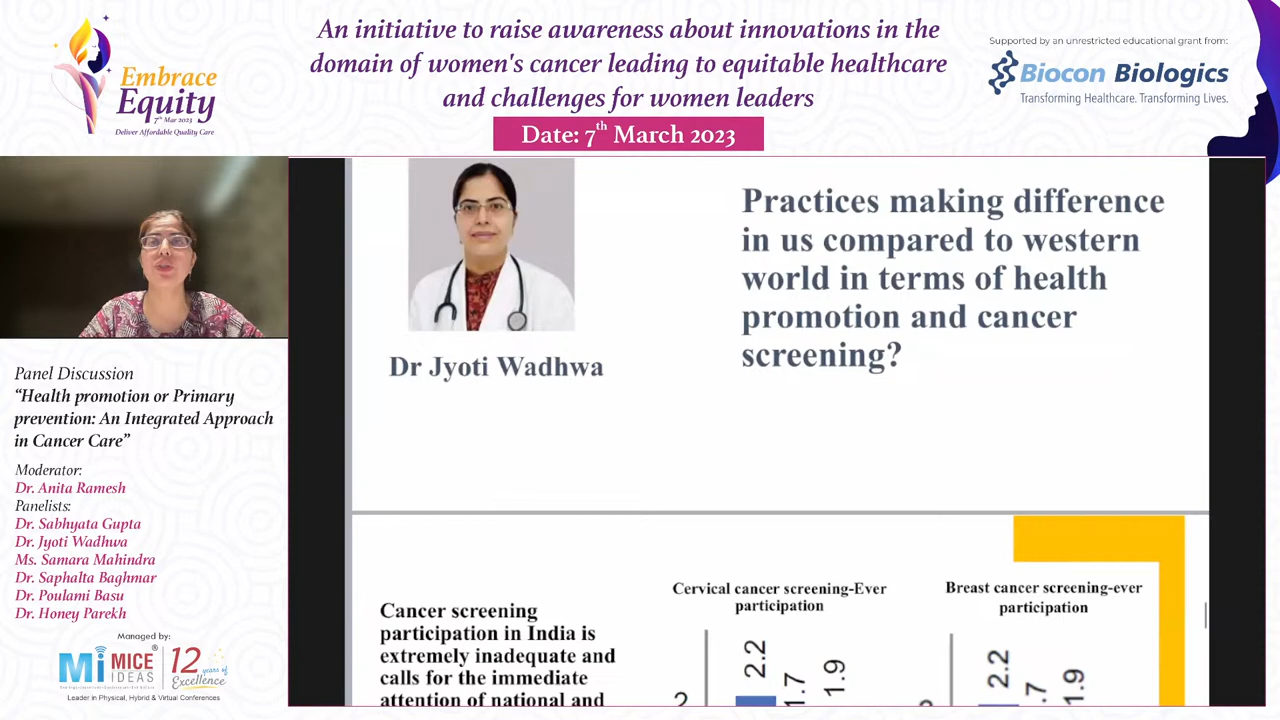 An initiative to raise awareness about innovations in the
domain of women's cancer leading to equitable healthcare
and challenges for women leaders
Date: 7th March 2023
Embrace
Equity
7th Mar 2023
Deliver Affordable Quality Care
Supported by an unrestricted educational grant from:
Biocon Biologics
Transforming Healthcare. Transforming Lives.
Panel Discussion
“Health promotion or Primary
prevention: An Integrated Approach
in Cancer Care”
Moderator:
Dr. Anita Ramesh
Panelists:
Dr. Sabhyata Gupta
Dr. Jyoti Wadhwa
Ms. Samara Mahindra
Dr. Saphalta Baghmar
Dr. Poulami Basu
Dr. Honey Parekh
Managed by:
Mi MICE IDEAS ®
12 years of Excellence
Leader in Physical, Hybrid & Virtual Conferences
Dr Jyoti Wadhwa
Practices making difference
in us compared to western
world in terms of health
promotion and cancer
screening?
Cancer screening
participation in India is
extremely inadequate and
calls for the immediate
attention of national and
Cervical cancer screening-Ever
participation
2.2
1.7
1.9
2
Breast cancer screening-ever
participation
2.2
.7
1.9